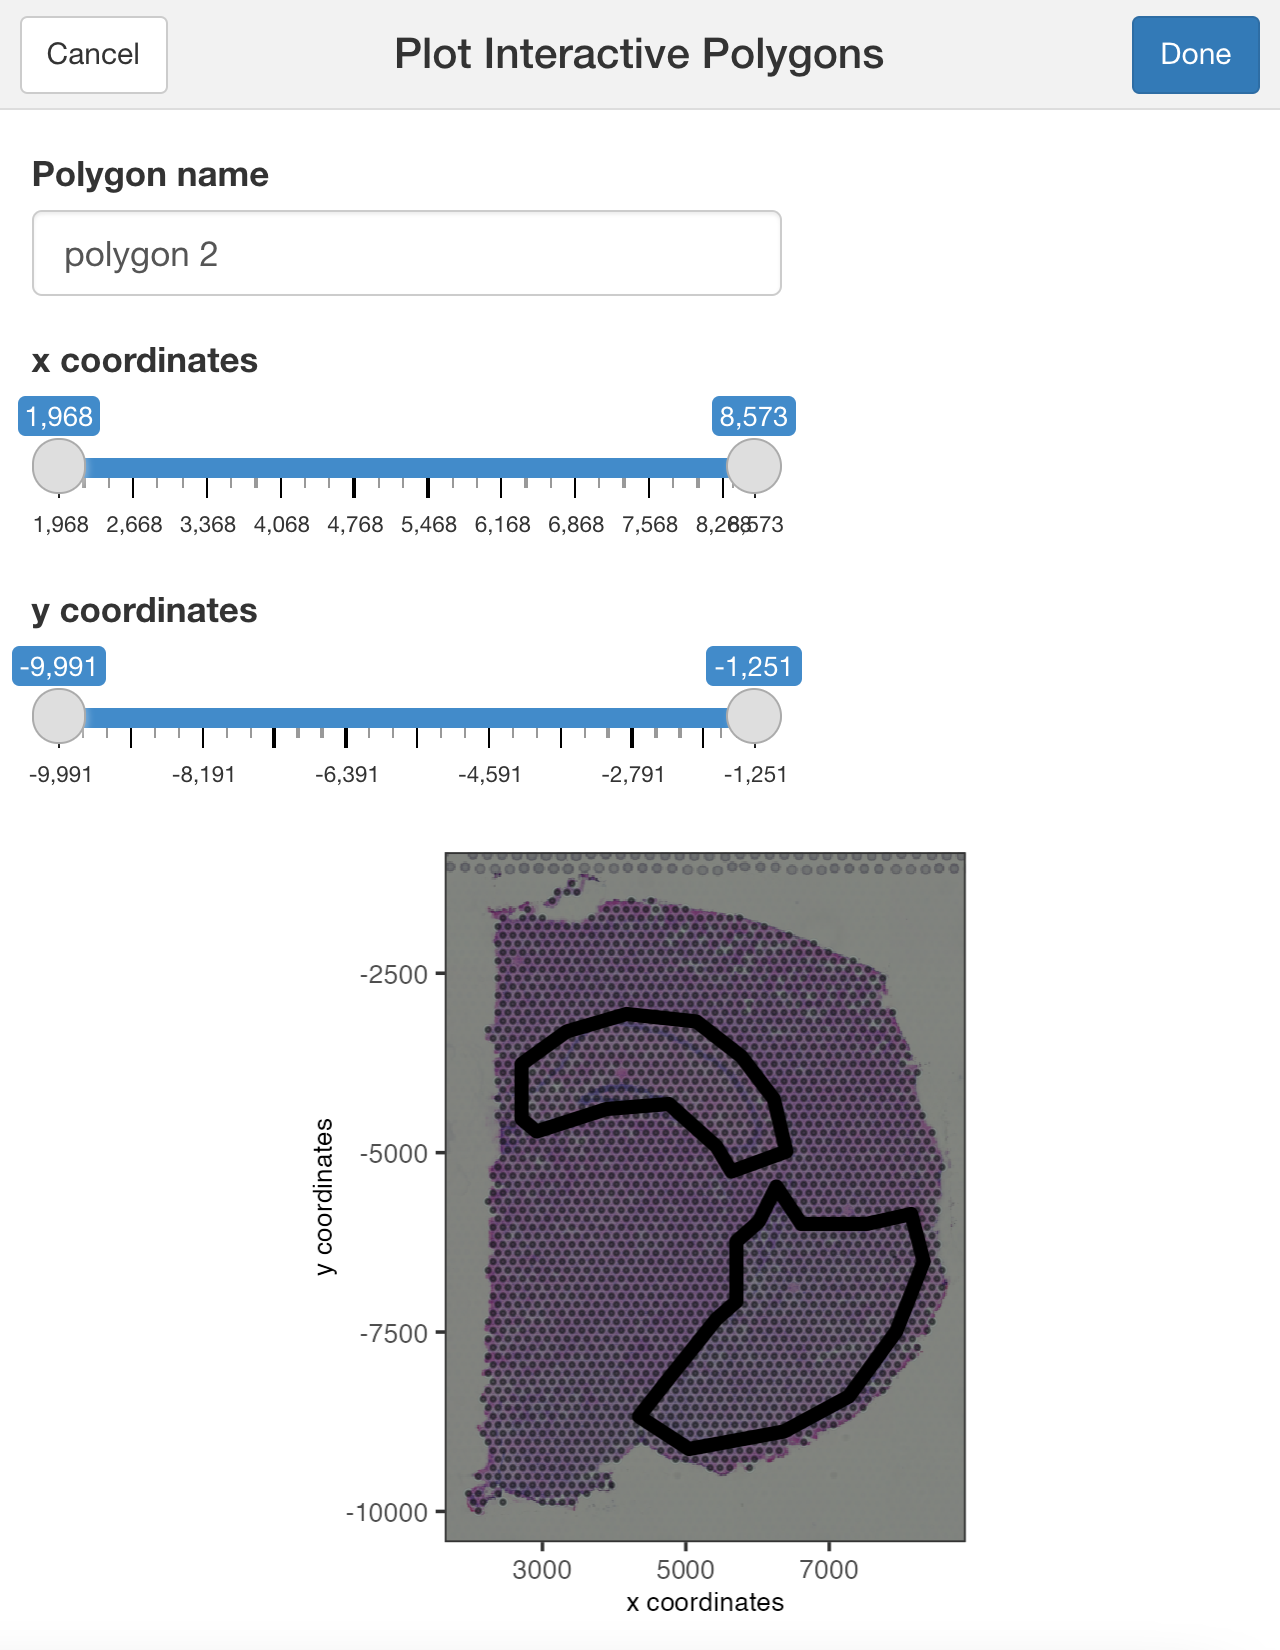 Cancel
Plot Interactive Polygons
Done
Polygon name
polygon 2
x coordinates
1,968 8,573
1,968 2,668 3,368 4,068 4,768 5,468 6,168 6,868 7,568 8,268 8,573
y coordinates
-9,991 -1,251
-9,991 -8,191 -6,391 -4,591 -2,791 -1,251
-2500
-5000
-7500
-10000
y coordinates
3000 5000 7000
x coordinates